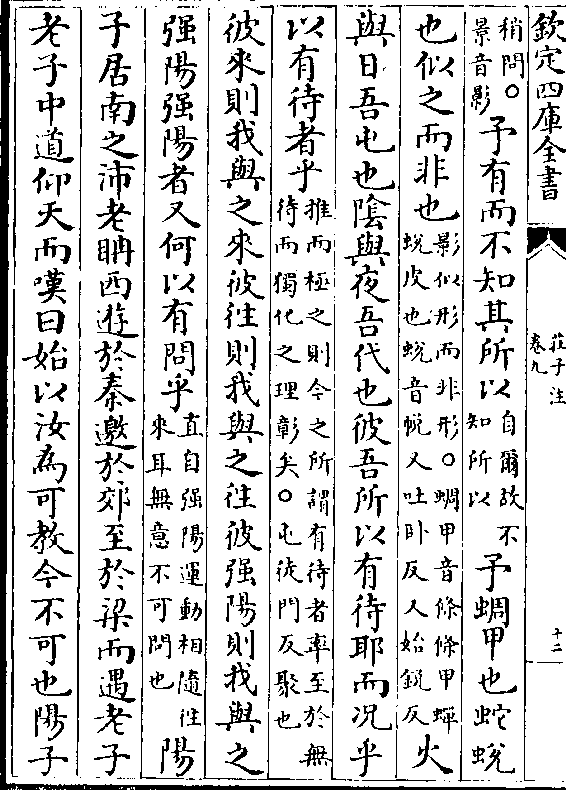 欽定四庫全書
莊子注
卷九
十二
稍問。
景音影
予有而不知其所以
自爾故不
知所以
予蜩甲也蛇蛻
也似之而非也
影似形而非形。蜩甲音條條甲蟬
蛻皮也蛻音帨又吐卧反又始銳反
火
與日吾屯也陰與夜吾代也彼吾所以有待耶而况乎
以有待者乎
推而極之則今之所謂有待者率至於無
待而獨化之理彰矣。屯徒門反聚也
彼來則我與之來彼往則我與之往彼强陽則我與之
强陽强陽者又何以有問乎
直自强陽運動相隨往
來耳無意不可問也
陽
子居南之沛老聃西遊於秦邀於郊至於梁而遇老子
老子中道仰天而嘆曰始以汝為可教今不可也陽子